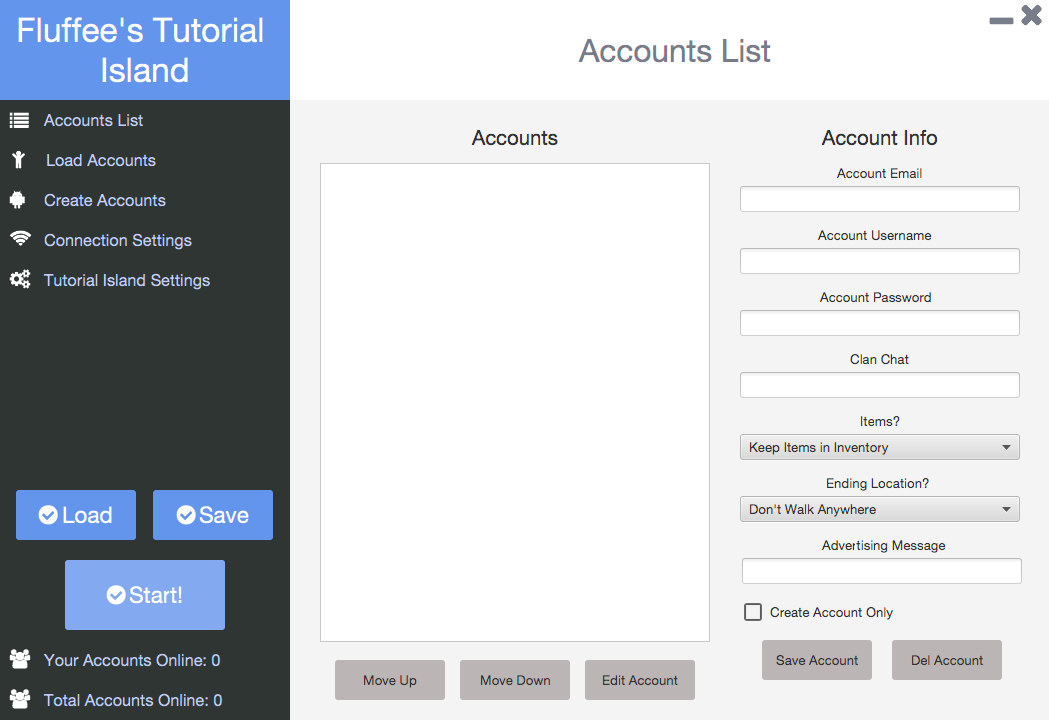 Fluffee's Tutorial
Island
Accounts List
Load Accounts
Create Accounts
Connection Settings
Tutorial Island Settings
Load
Save
Start!
Your Accounts Online: 0
Total Accounts Online: 0
Accounts List
Accounts
Move Up
Move Down
Edit Account
Account Info
Account Email
Account Username
Account Password
Clan Chat
Items?
Keep Items in Inventory
Ending Location?
Don't Walk Anywhere
Advertising Message
Create Account Only
Save Account
Del Account